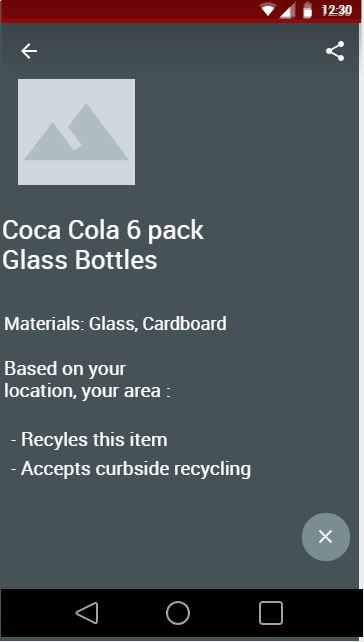 12:30
Coca Cola 6 pack
Glass Bottles
Materials: Glass, Cardboard
Based on your
location, your area :
- Recyles this item
- Accepts curbside recycling